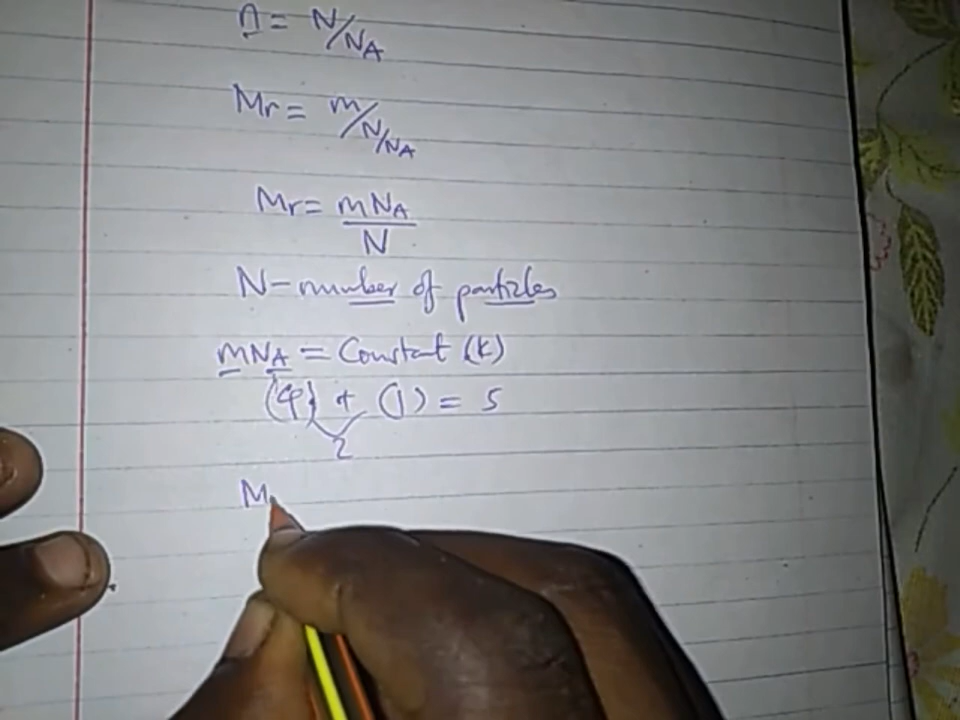 n = N/NA
Mr = m/N/NA
Mr = mNA
N
N - number of particles
mNA = Constant (K)
(4) + (1) = 5
2
M